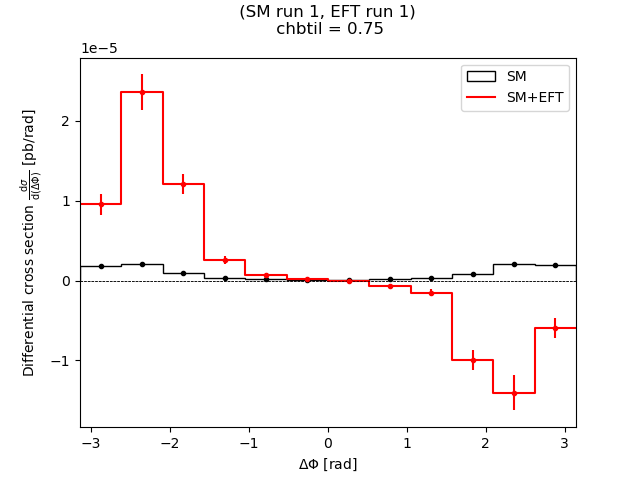 (SM run 1, EFT run 1)
chbtil = 0.75
1e−5
SM
SM+EFT
2
1
0
−1
Differential cross section dσ/d(ΔΦ) [pb/rad]
−3 −2 −1 0 1 2 3
ΔΦ [rad]